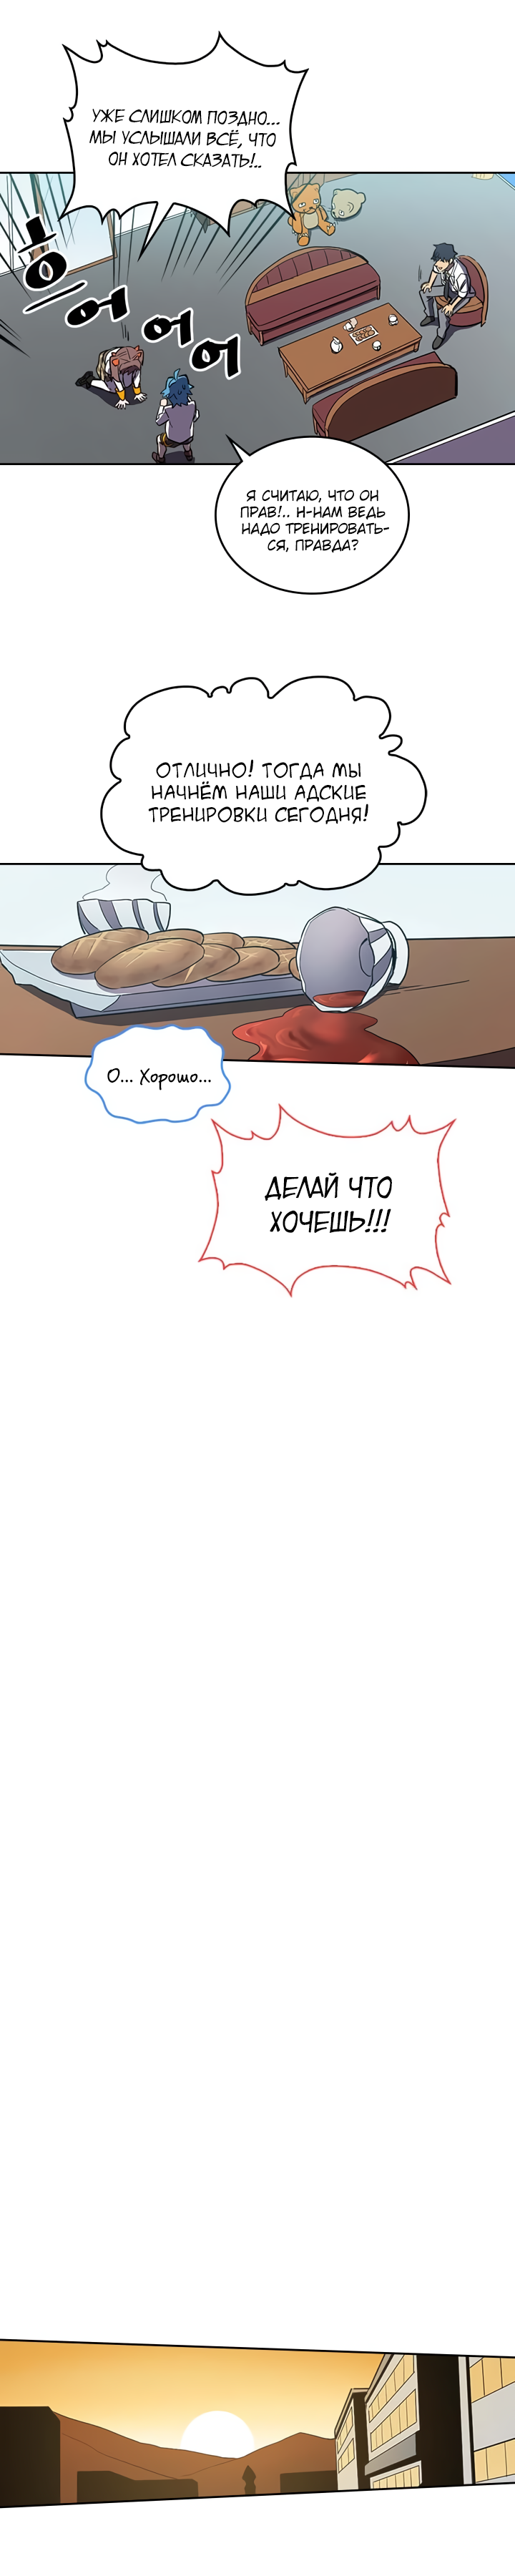 УЖЕ СЛИШКОМ ПОЗДНО...
МЫ УСЛЫШАЛИ ВСЁ, ЧТО
ОН ХОТЕЛ СКАЗАТЬ!..
흐어어어
Я СЧИТАЮ, ЧТО ОН
ПРАВ!.. Н-НАМ ВЕДЬ
НАДО ТРЕНИРОВАТЬ-
СЯ, ПРАВДА?
ОТЛИЧНО! ТОГДА МЫ
НАЧНЁМ НАШИ АДСКИЕ
ТРЕНИРОВКИ СЕГОДНЯ!
О... Хорошо...
ДЕЛАЙ ЧТО
ХОЧЕШЬ!!!